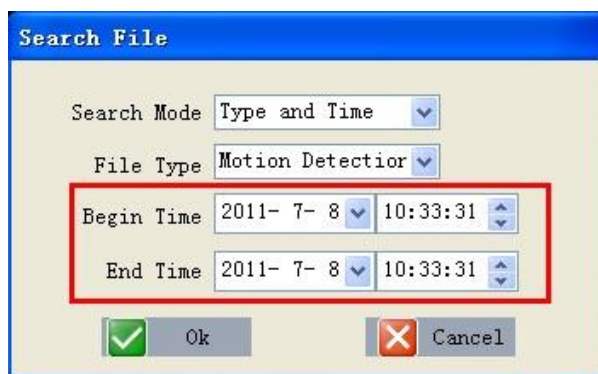 Search File
Search Mode Type and Time
File Type Motion Detectior
Begin Time 2011- 7- 8 10:33:31
End Time 2011- 7- 8 10:33:31
Ok Cancel